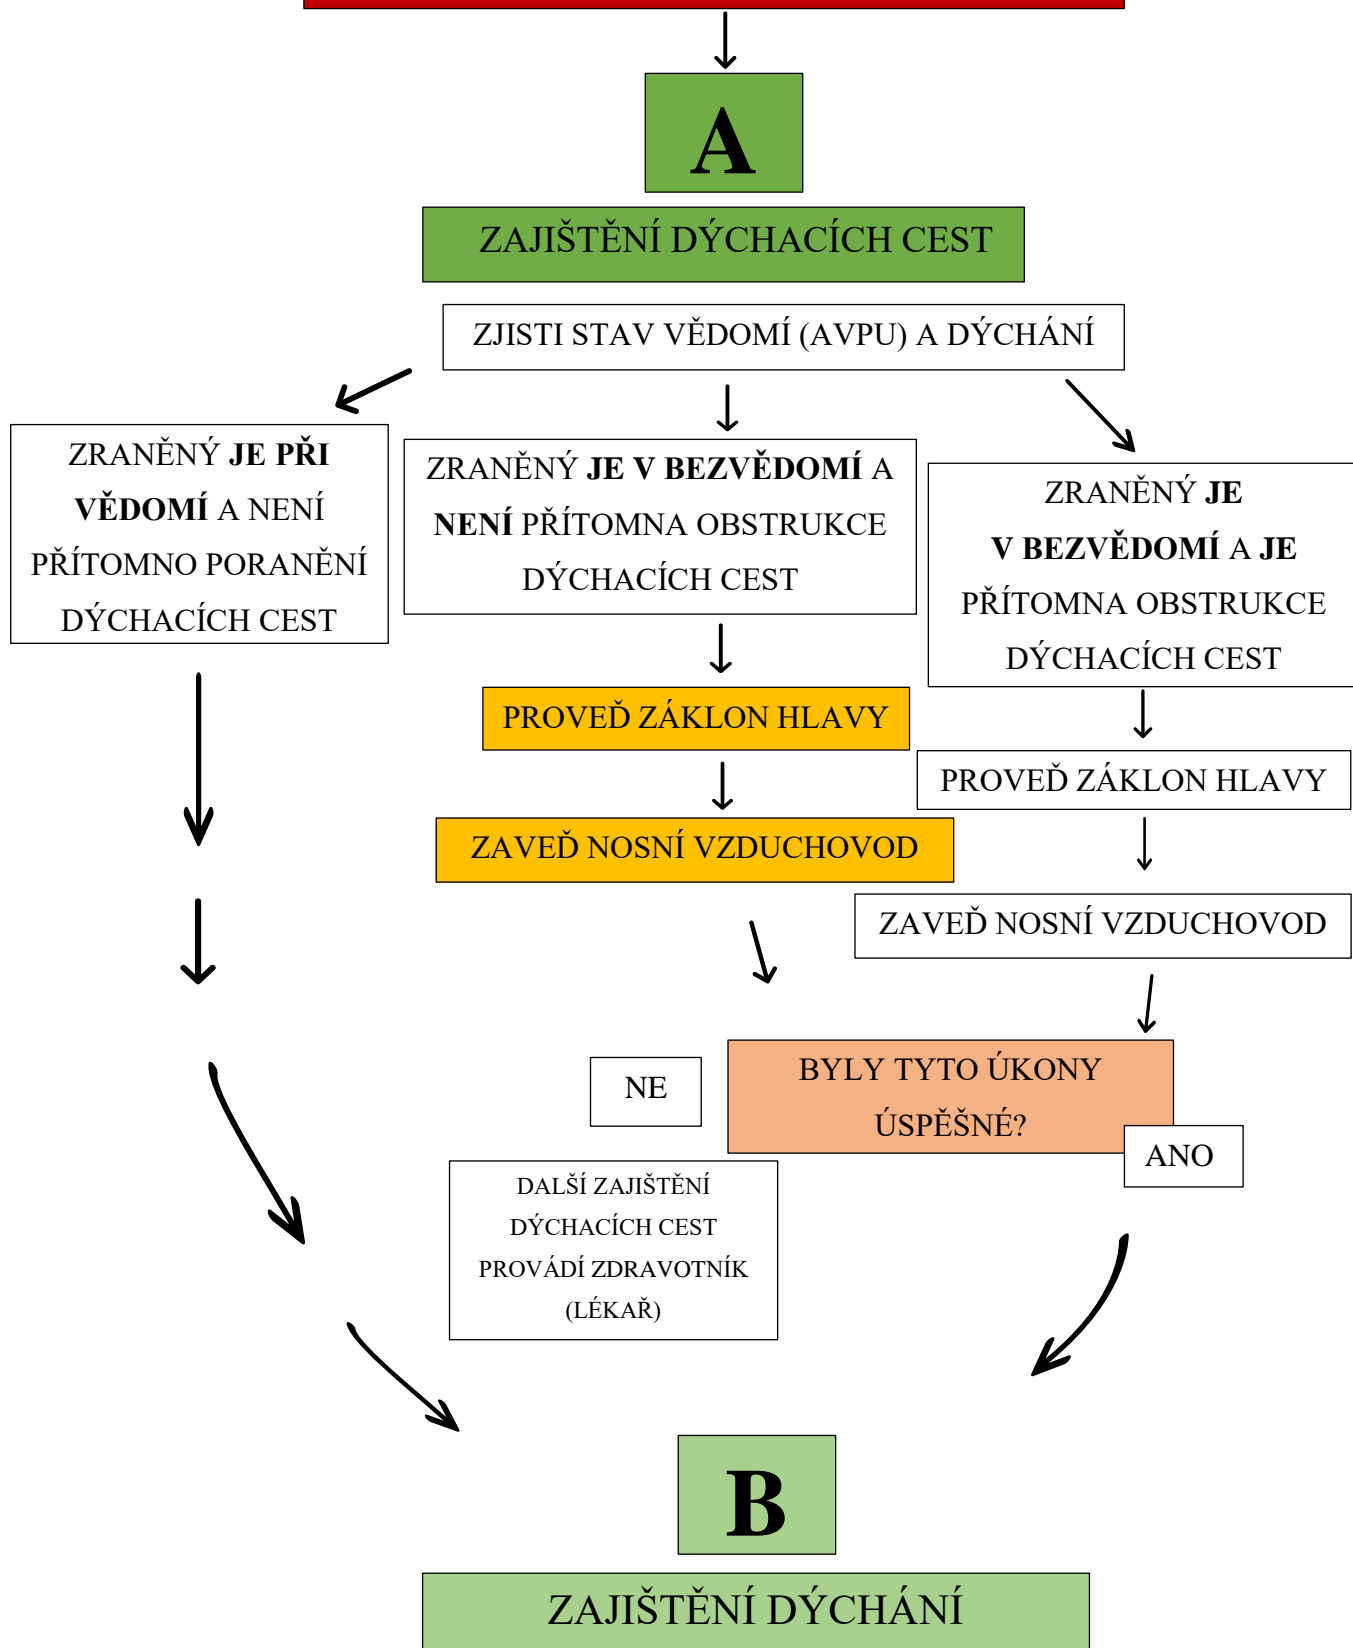 A
ZAJIŠTĚNÍ DÝCHACÍCH CEST
ZJISTI STAV VĚDOMÍ (AVPU) A DÝCHÁNÍ
ZRANĚNÝ JE PŘI
VĚDOMÍ A NENÍ
PŘÍTOMNO PORANĚNÍ
DÝCHACÍCH CEST
ZRANĚNÝ JE V BEZVĚDOMÍ A
NENÍ PŘÍTOMNA OBSTRUKCE
DÝCHACÍCH CEST
ZRANĚNÝ JE
V BEZVĚDOMÍ A JE
PŘÍTOMNA OBSTRUKCE
DÝCHACÍCH CEST
PROVEĎ ZÁKLON HLAVY
PROVEĎ ZÁKLON HLAVY
ZAVEĎ NOSNÍ VZDUCHOVOD
ZAVEĎ NOSNÍ VZDUCHOVOD
BYLY TYTO ÚKONY
ÚSPĚŠNÉ?
NE
ANO
DALŠÍ ZAJIŠTĚNÍ
DÝCHACÍCH CEST
PROVÁDÍ ZDRAVOTNÍK
(LÉKAŘ)
B
ZAJIŠTĚNÍ DÝCHÁNÍ